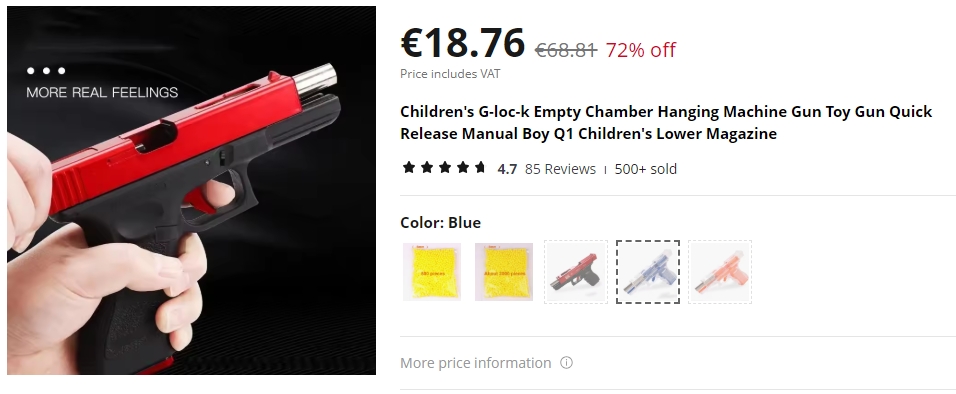 MORE REAL FEELINGS
€18.76 €68.81 72% off
Price includes VAT
Children's G-loc-k Empty Chamber Hanging Machine Gun Toy Gun Quick
Release Manual Boy Q1 Children's Lower Magazine
4.7 85 Reviews 500+ sold
Color: Blue
More price information